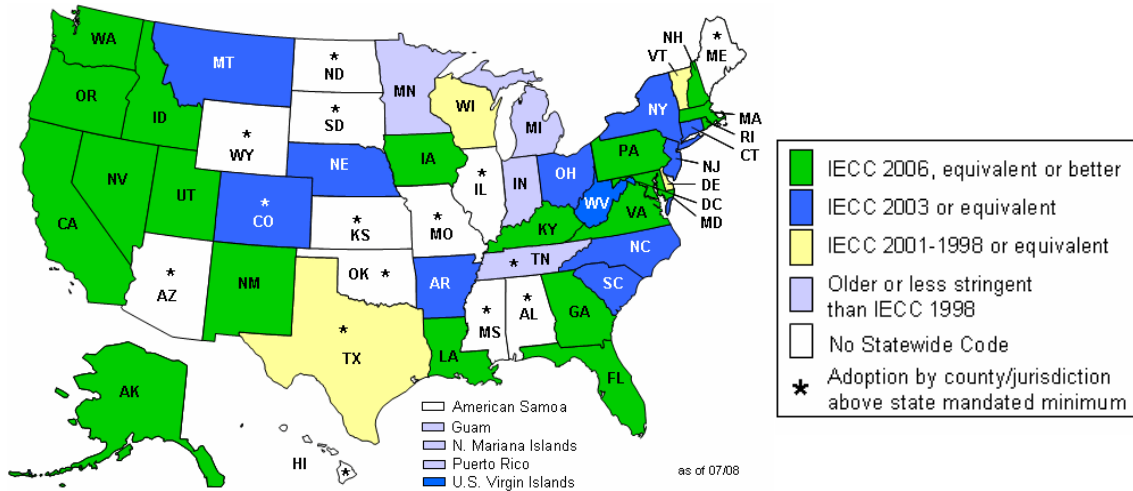 WA
OR
CA
NV
ID
MT
WY
UT
AZ
CO
NM
ND
SD
NE
KS
OK
TX
MN
IA
MO
AR
LA
WI
IL
MI
IN
OH
KY
TN
MS
AL
GA
FL
SC
NC
VA
WV
PA
NY
VT
NH
ME
MA
RI
CT
NJ
DE
DC
MD
AK
HI
American Samoa
Guam
N. Mariana Islands
Puerto Rico
U.S. Virgin Islands
as of 07/08
IECC 2006, equivalent or better
IECC 2003 or equivalent
IECC 2001-1998 or equivalent
Older or less stringent
than IECC 1998
No Statewide Code
* Adoption by county/jurisdiction
above state mandated minimum